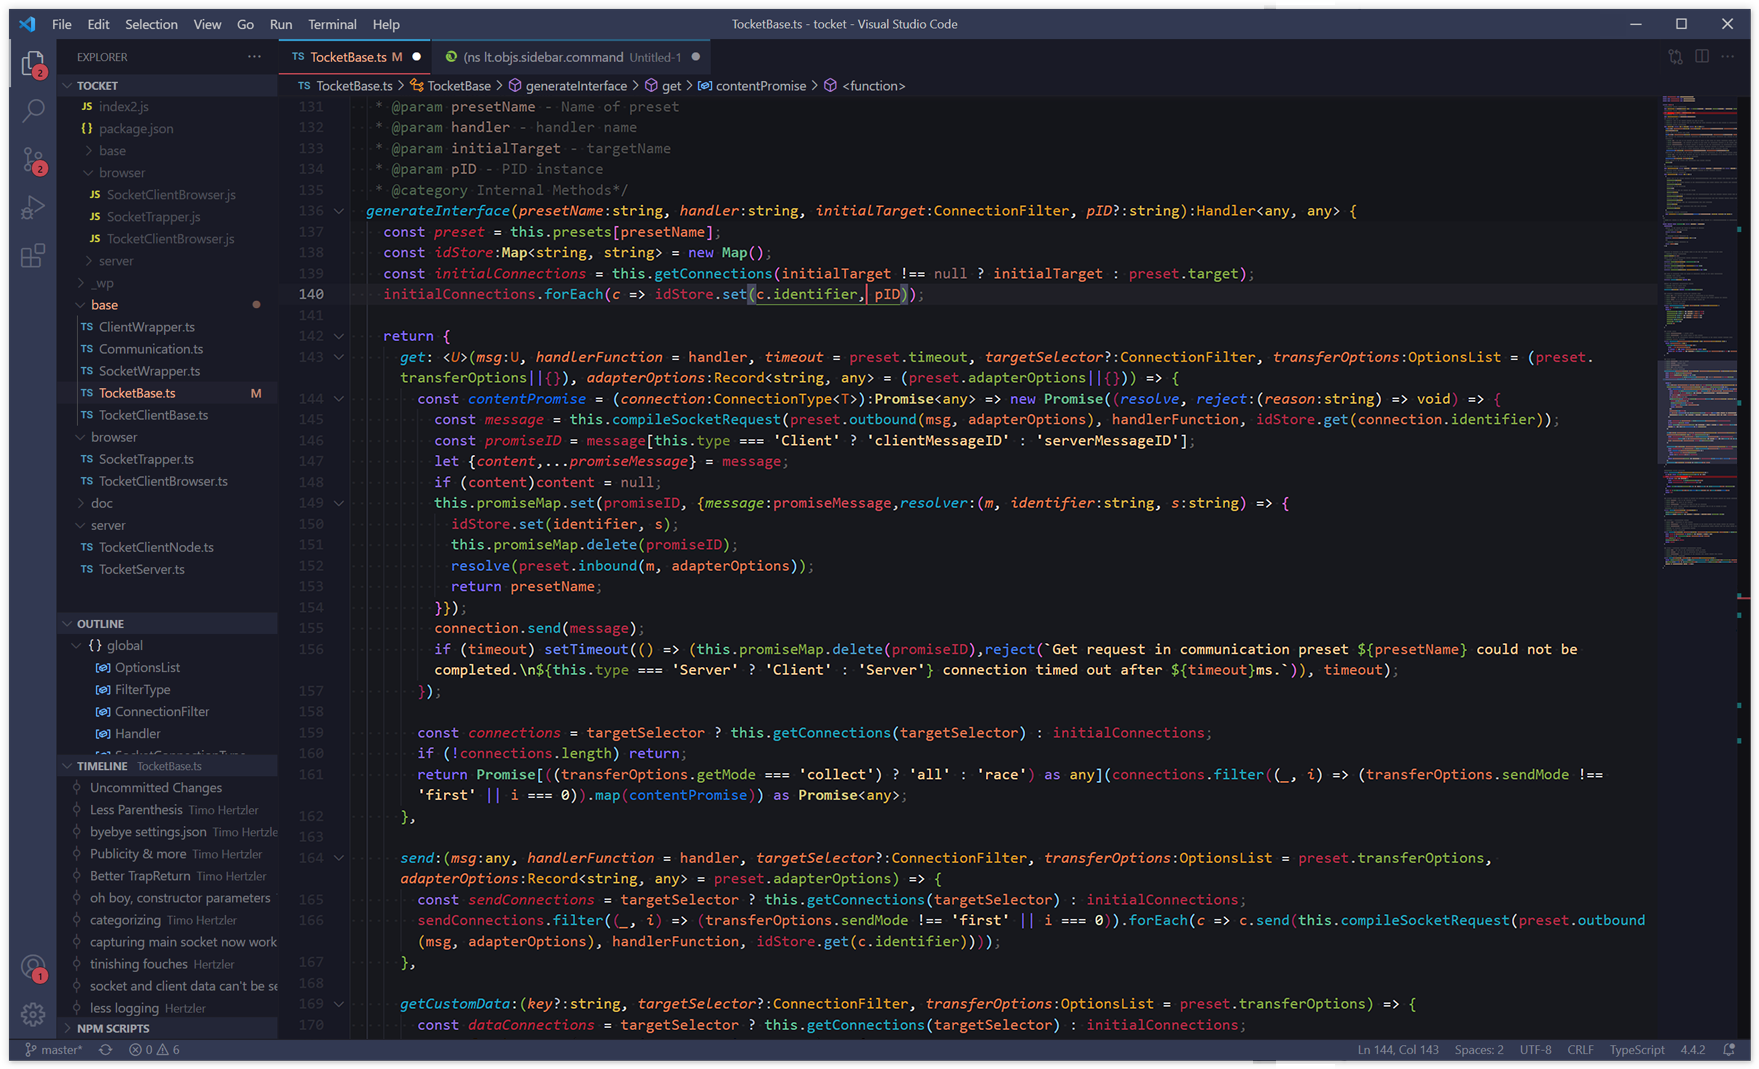 File Edit Selection View Go Run Terminal Help
TocketBase.ts - tocket - Visual Studio Code
EXPLORER ···
2
2
1
TOCKET
JS index2.js
{} package.json
base
browser
JS SocketClientBrowser.js
JS SocketTrapper.js
JS TocketClientBrowser.js
server
_wp
base
TS ClientWrapper.ts
TS Communication.ts
TS SocketWrapper.ts
TS TocketBase.ts M
TS TocketClientBase.ts
browser
TS SocketTrapper.ts
TS TocketClientBrowser.ts
doc
server
TS TocketClientNode.ts
TS TocketServer.ts
OUTLINE
{} global
OptionsList
FilterType
ConnectionFilter
Handler
TIMELINE TocketBase.ts
Uncommitted Changes
Less Parenthesis Timo Hertzler
byebye settings.json Timo Hertzle
Publicity & more Timo Hertzler
Better TrapReturn Timo Hertzler
oh boy, constructor parameters
categorizing Timo Hertzler
capturing main socket now work
tinishing fouches Hertzler
socket and client data can't be se
less logging Hertzler
NPM SCRIPTS
TS TocketBase.ts M (ns lt.objs.sidebar.command Untitled-1
TS TocketBase.ts > TocketBase > generateInterface > get > contentPromise > <function>
131 * @param presetName - Name of preset
132 * @param handler - handler name
133 * @param initialTarget - targetName
134 * @param pID - PID instance
135 * @category Internal Methods*/
136 generateInterface(presetName:string, handler:string, initialTarget:ConnectionFilter, pID?:string):Handler<any, any> {
137 const preset = this.presets[presetName];
138 const idStore:Map<string, string> = new Map();
139 const initialConnections = this.getConnections(initialTarget !== null ? initialTarget : preset.target);
140 initialConnections.forEach(c => idStore.set(c.identifier, pID));
141
142 return {
143 get: <U>(msg:U, handlerFunction = handler, timeout = preset.timeout, targetSelector?:ConnectionFilter, transferOptions:OptionsList = (preset.
transferOptions||{}), adapterOptions:Record<string, any> = (preset.adapterOptions||{})) => {
144 const contentPromise = (connection:ConnectionType<T>):Promise<any> => new Promise((resolve, reject:(reason:string) => void) => {
145 const message = this.compileSocketRequest(preset.outbound(msg, adapterOptions), handlerFunction, idStore.get(connection.identifier));
146 const promiseID = message[this.type === 'Client' ? 'clientMessageID' : 'serverMessageID'];
147 let {content,...promiseMessage} = message;
148 if (content)content = null;
149 this.promiseMap.set(promiseID, {message:promiseMessage,resolver:(m, identifier:string, s:string) => {
150 idStore.set(identifier, s);
151 this.promiseMap.delete(promiseID);
152 resolve(preset.inbound(m, adapterOptions));
153 return presetName;
154 }});
155 connection.send(message);
156 if (timeout) setTimeout(() => (this.promiseMap.delete(promiseID),reject(`Get request in communication preset ${presetName} could not be
completed.\n${this.type === 'Server' ? 'Client' : 'Server'} connection timed out after ${timeout}ms.`)), timeout);
157 });
158
159 const connections = targetSelector ? this.getConnections(targetSelector) : initialConnections;
160 if (!connections.length) return;
161 return Promise[((transferOptions.getMode === 'collect') ? 'all' : 'race') as any](connections.filter((_, i) => (transferOptions.sendMode !==
'first' || i === 0)).map(contentPromise)) as Promise<any>;
162 },
163
164 send:(msg:any, handlerFunction = handler, targetSelector?:ConnectionFilter, transferOptions:OptionsList = preset.transferOptions,
adapterOptions:Record<string, any> = preset.adapterOptions) => {
165 const sendConnections = targetSelector ? this.getConnections(targetSelector) : initialConnections;
166 sendConnections.filter((_, i) => (transferOptions.sendMode !== 'first' || i === 0)).forEach(c => c.send(this.compileSocketRequest(preset.outbound
(msg, adapterOptions), handlerFunction, idStore.get(c.identifier))));
167 },
168
169 getCustomData:(key?:string, targetSelector?:ConnectionFilter, transferOptions:OptionsList = preset.transferOptions) => {
170 const dataConnections = targetSelector ? this.getConnections(targetSelector) : initialConnections;
master* 0 6
Ln 144, Col 143 Spaces: 2 UTF-8 CRLF TypeScript 4.4.2